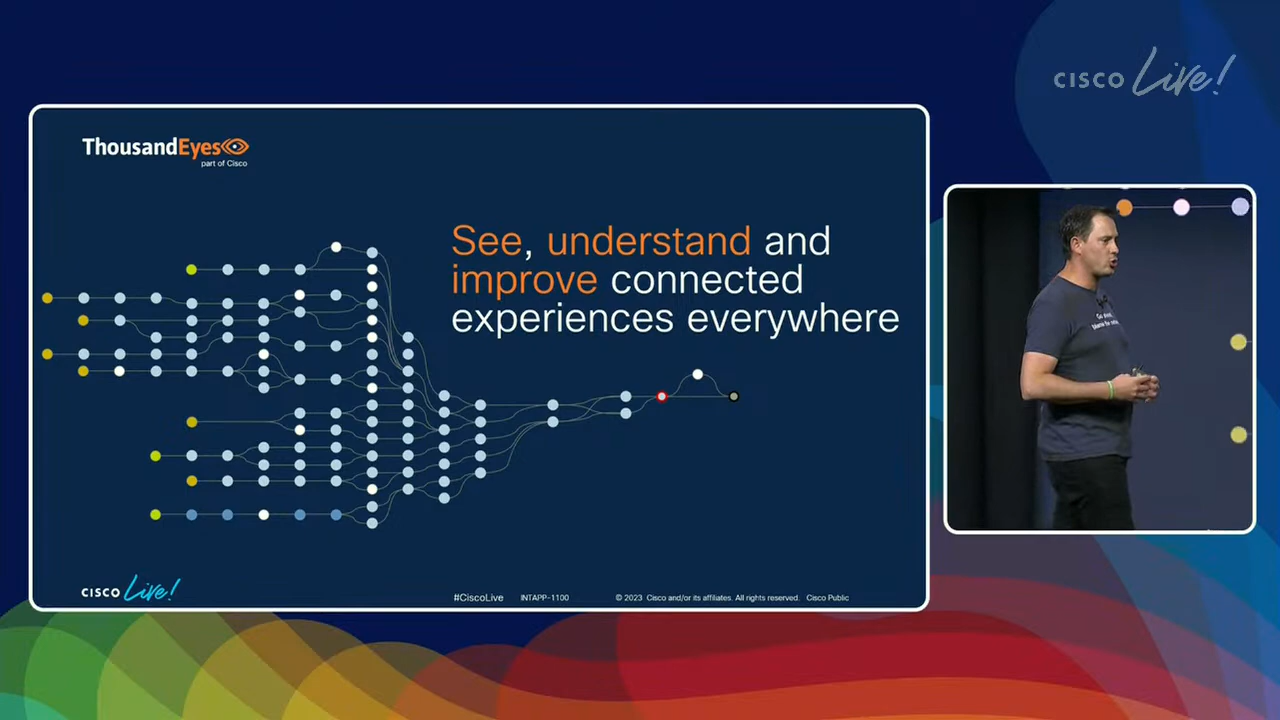 CISCO Live!
ThousandEyes
part of Cisco
See, understand and
improve connected
experiences everywhere
CISCO Live!
#CiscoLive INTAPP-1100 © 2023 Cisco and/or its affiliates. All rights reserved. Cisco Public